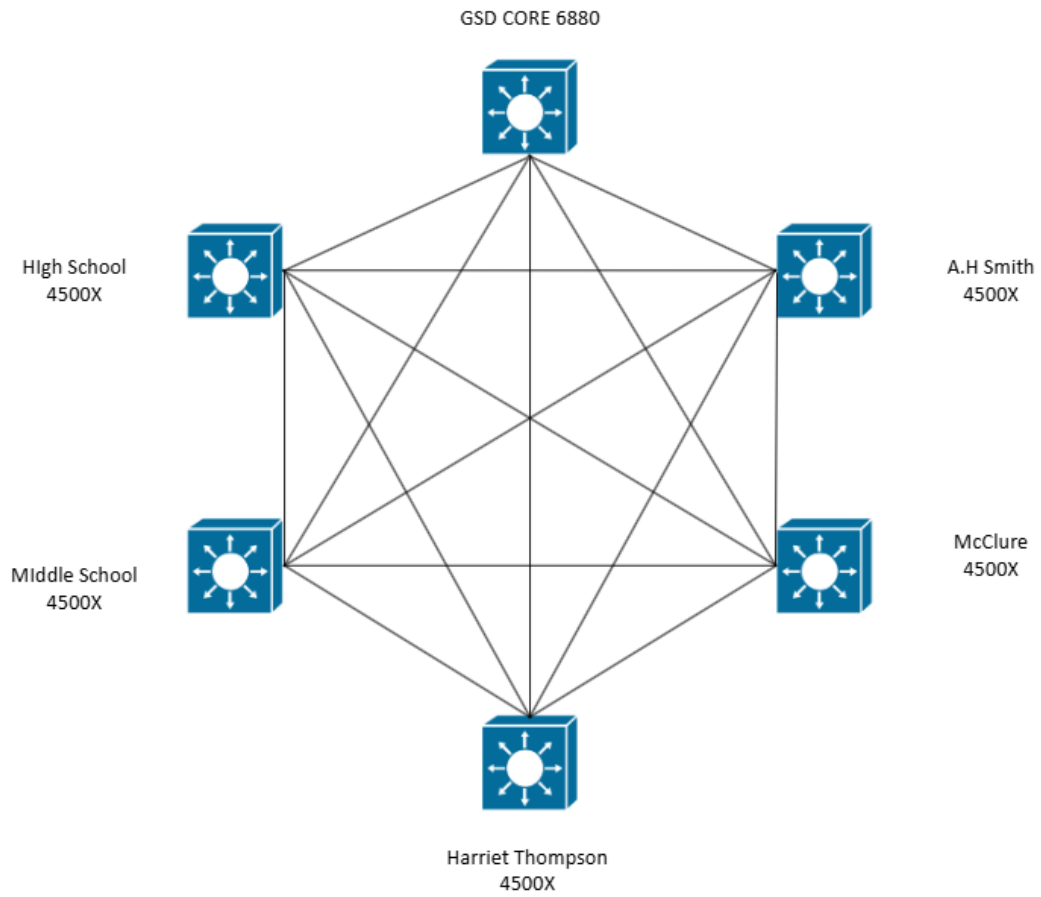 GSD CORE 6880
HIgh School
4500X
A.H Smith
4500X
McClure
4500X
MIddle School
4500X
Harriet Thompson
4500X